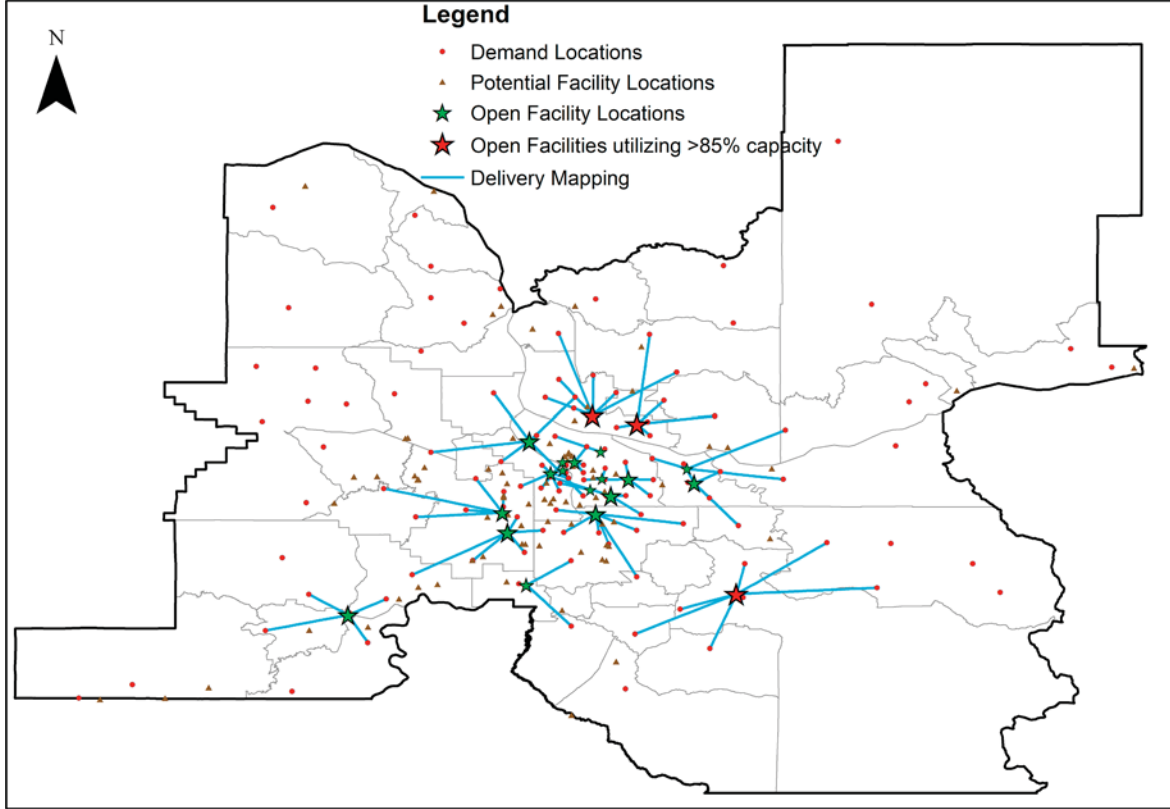 Legend
N
Demand Locations
Potential Facility Locations
Open Facility Locations
Open Facilities utilizing >85% capacity
Delivery Mapping